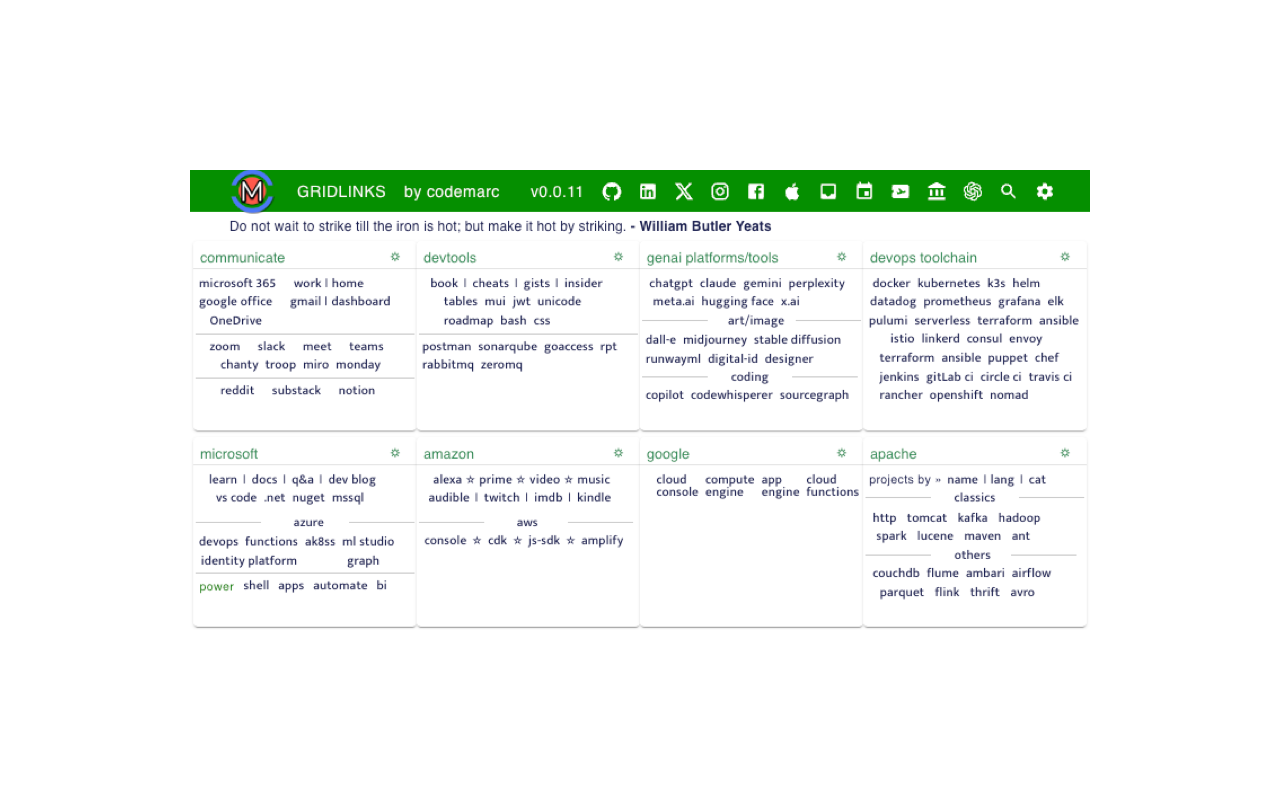 M GRIDLINKS by codemarc v0.0.11
Do not wait to strike till the iron is hot; but make it hot by striking. - William Butler Yeats
communicate
microsoft 365 work | home
google office gmail | dashboard
OneDrive
zoom slack meet teams
chanty troop miro monday
reddit substack notion
devtools
book | cheats | gists | insider
tables mui jwt unicode
roadmap bash css
postman sonarqube goaccess rpt
rabbitmq zeromq
genai platforms/tools
chatgpt claude gemini perplexity
meta.ai hugging face x.ai
art/image
dall-e midjourney stable diffusion
runwayml digital-id designer
coding
copilot codewhisperer sourcegraph
devops toolchain
docker kubernetes k3s helm
datadog prometheus grafana elk
pulumi serverless terraform ansible
istio linkerd consul envoy
terraform ansible puppet chef
jenkins gitLab ci circle ci travis ci
rancher openshift nomad
microsoft
learn | docs | q&a | dev blog
vs code .net nuget mssql
azure
devops functions ak8ss ml studio
identity platform graph
power shell apps automate bi
amazon
alexa ☆ prime ☆ video ☆ music
audible | twitch | imdb | kindle
aws
console ☆ cdk ☆ js-sdk ☆ amplify
google
cloud compute app cloud
console engine engine functions
apache
projects by » name | lang | cat
classics
http tomcat kafka hadoop
spark lucene maven ant
others
couchdb flume ambari airflow
parquet flink thrift avro